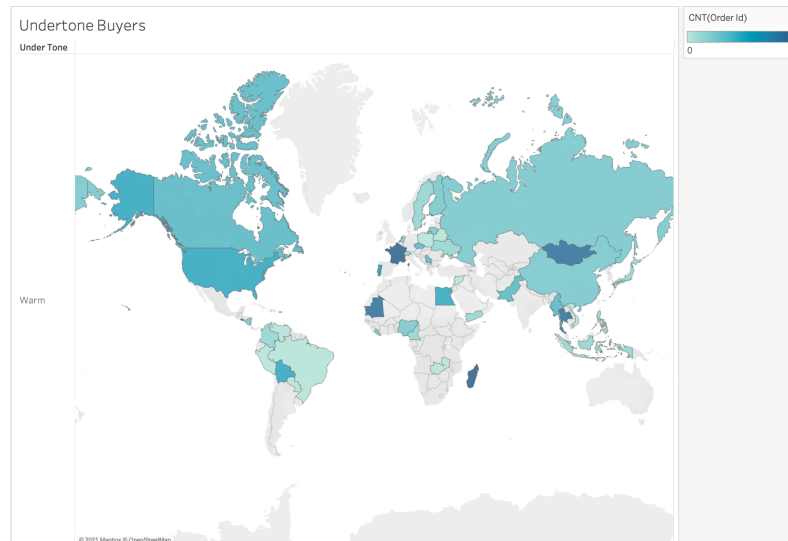 Undertone Buyers
Under Tone
Warm
© 2021 Mapbox © OpenStreetMap
CNT(Order Id)
0